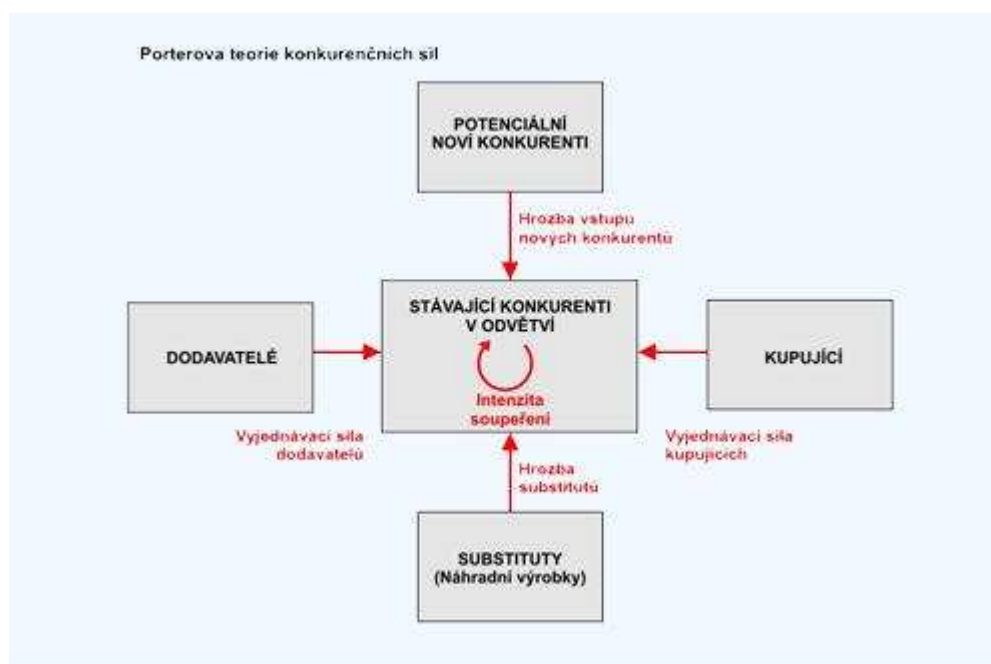 Porterova teorie konkurenčních sil
POTENCIÁLNÍ
NOVÍ KONKURENTI
Hrozba vstupu
nových konkurentů
STÁVAJÍCÍ KONKURENTI
V ODVĚTVÍ
DODAVATELÉ
KUPUJÍCÍ
Intenzita
soupeření
Vyjednávací síla
dodavatelů
Vyjednávací síla
kupujících
Hrozba
substitutů
SUBSTITUTY
(Náhradní výrobky)